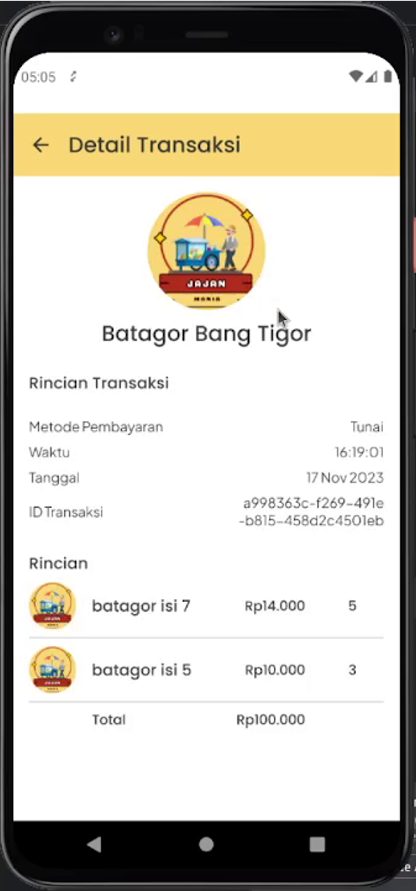 05:05
Detail Transaksi
JAJAN
MANIA
Batagor Bang Tigor
Rincian Transaksi
Metode Pembayaran Tunai
Waktu 16:19:01
Tanggal 17 Nov 2023
ID Transaksi a998363c-f269-491e
-b815-458d2c4501eb
Rincian
JAJAN
batagor isi 7 Rp14.000 5
JAJAN
batagor isi 5 Rp10.000 3
Total Rp100.000